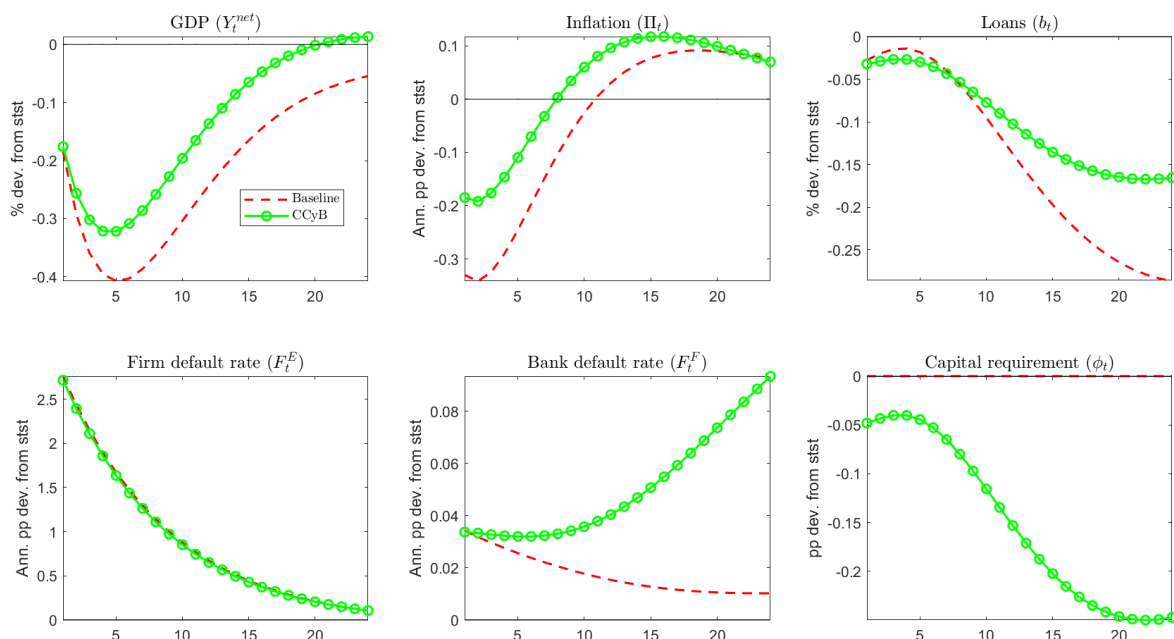 GDP (Y_t^{net})
% dev. from stst
0
-0.1
-0.2
-0.3
-0.4
5 10 15 20
Baseline
CCyB
Inflation (Π_t)
Ann. pp dev. from stst
0.1
0
-0.1
-0.2
-0.3
5 10 15 20
Loans (b_t)
% dev. from stst
0
-0.05
-0.1
-0.15
-0.2
-0.25
5 10 15 20
Firm default rate (F_t^E)
Ann. pp dev. from stst
2.5
2
1.5
1
0.5
0
5 10 15 20
Bank default rate (F_t^F)
Ann. pp dev. from stst
0.08
0.06
0.04
0.02
0
5 10 15 20
Capital requirement (ϕ_t)
pp dev. from stst
0
-0.05
-0.1
-0.15
-0.2
5 10 15 20